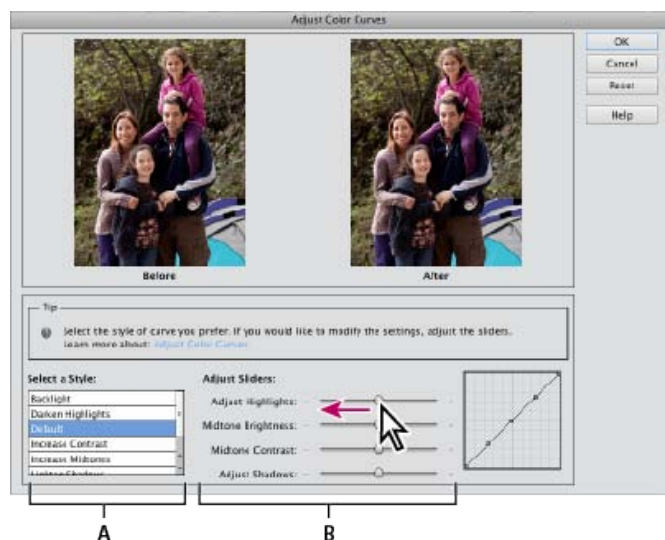 Adjust Color Curves
OK
Cancel
Reset
Help
Before
After
Tip
Select the style of curve you prefer. If you would like to modify the settings, adjust the sliders.
Learn more about: Adjust Color Curves
Select a Style:
Backlight
Darken Highlights
Default
Increase Contrast
Increase Midtones
Lighten Shadows
Adjust Sliders:
Adjust Highlights:
Midtone Brightness:
Midtone Contrast:
Adjust Shadows:
A
B